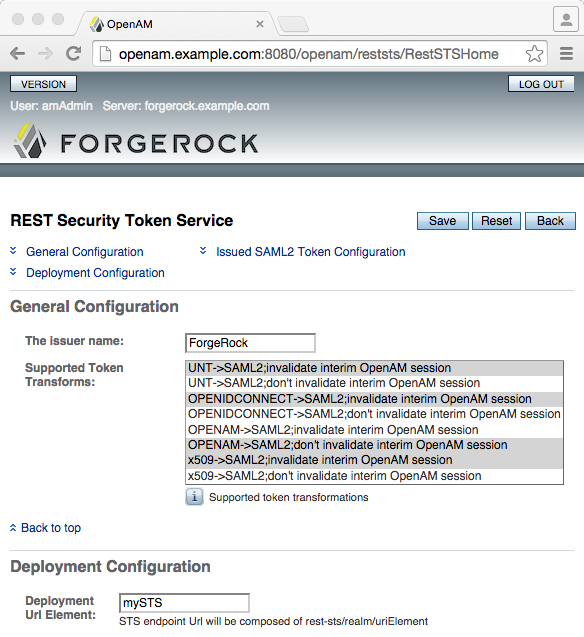 OpenAM
openam.example.com:8080/openam/reststs/RestSTSHome
VERSION
LOG OUT
User: amAdmin Server: forgerock.example.com
FORGEROCK
REST Security Token Service
Save Reset Back
General Configuration
Issued SAML2 Token Configuration
Deployment Configuration
General Configuration
The issuer name:
ForgeRock
Supported Token
Transforms:
UNT->SAML2;invalidate interim OpenAM session
UNT->SAML2;don't invalidate interim OpenAM session
OPENIDCONNECT->SAML2;invalidate interim OpenAM session
OPENIDCONNECT->SAML2;don't invalidate interim OpenAM session
OPENAM->SAML2;invalidate interim OpenAM session
OPENAM->SAML2;don't invalidate interim OpenAM session
x509->SAML2;invalidate interim OpenAM session
x509->SAML2;don't invalidate interim OpenAM session
i Supported token transformations
Back to top
Deployment Configuration
Deployment
Url Element:
mySTS
STS endpoint Url will be composed of rest-sts/realm/uriElement